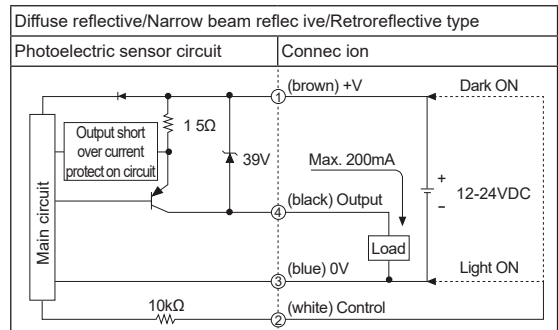 Diffuse reflective/Narrow beam reflec ive/Retroreflective type
Photoelectric sensor circuit
Connec ion
(brown) +V
Dark ON
1
1 5Ω
Output short
over current
protect on circuit
39V
Max. 200mA
+
12-24VDC
−
Main circuit
4
(black) Output
Load
3
(blue) 0V
Light ON
10kΩ
2
(white) Control